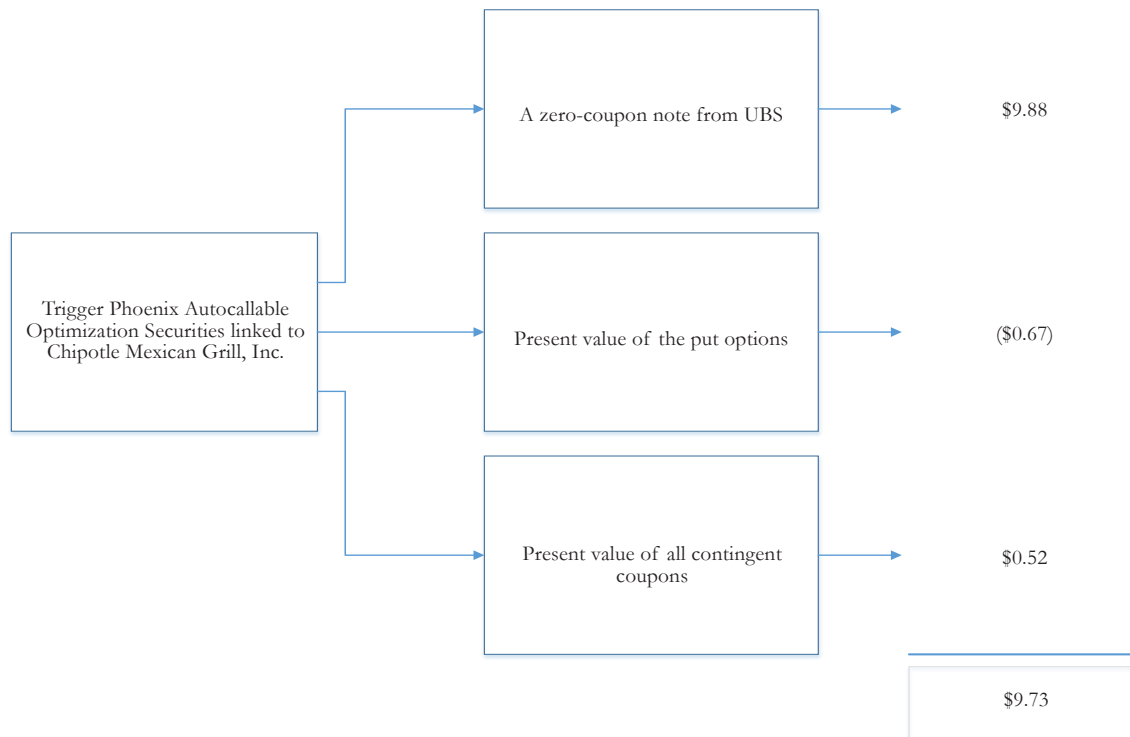 A zero-coupon note from UBS
$9.88
Trigger Phoenix Autocallable
Optimization Securities linked to
Chipotle Mexican Grill, Inc.
Present value of the put options
($0.67)
Present value of all contingent
coupons
$0.52
$9.73